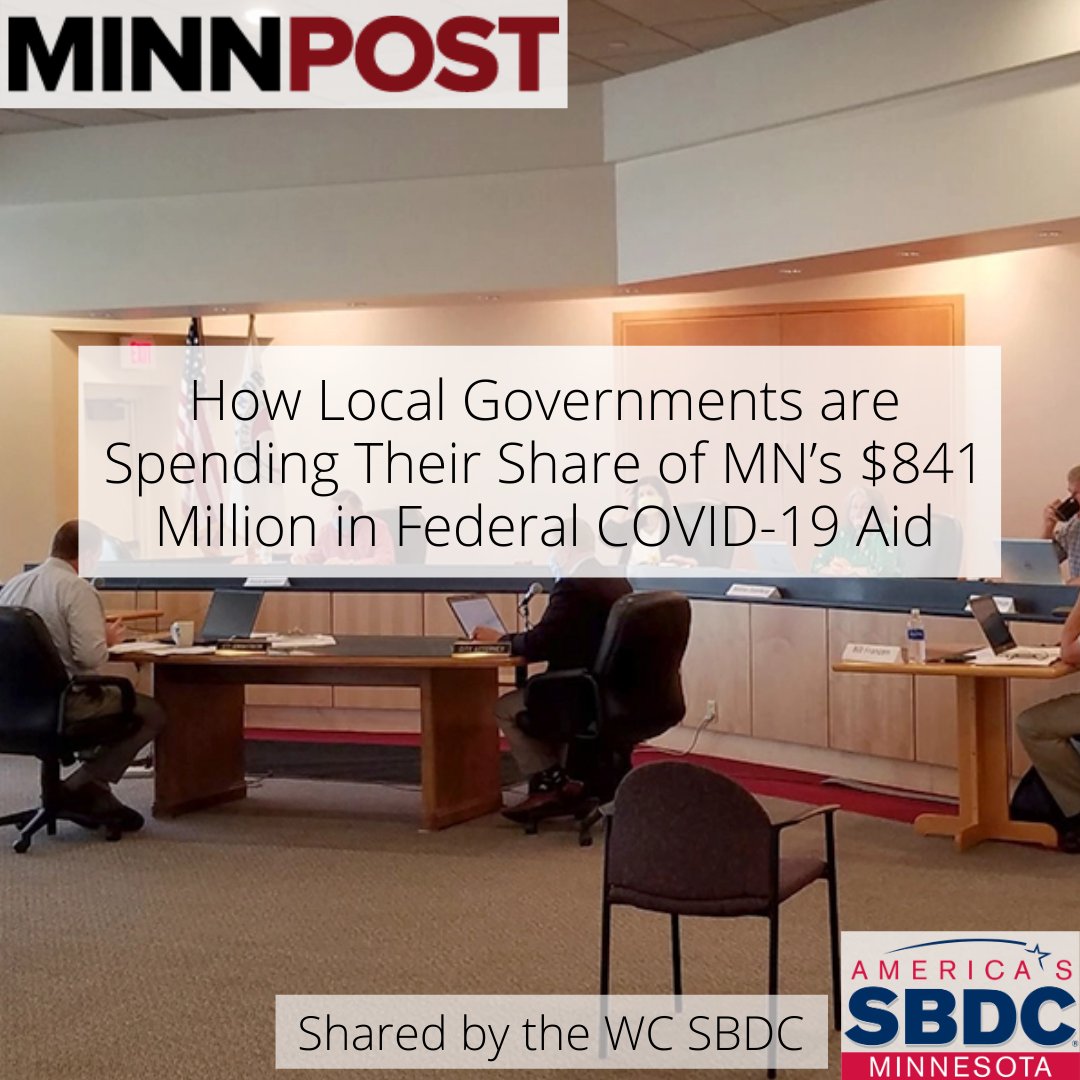 MINNPOST
EXIT
How Local Governments are
Spending Their Share of MN’s $841
Million in Federal COVID-19 Aid
CITY ATTORNEY
Bill Franzen
Shared by the WC SBDC
AMERICA'S
SBDC
MINNESOTA